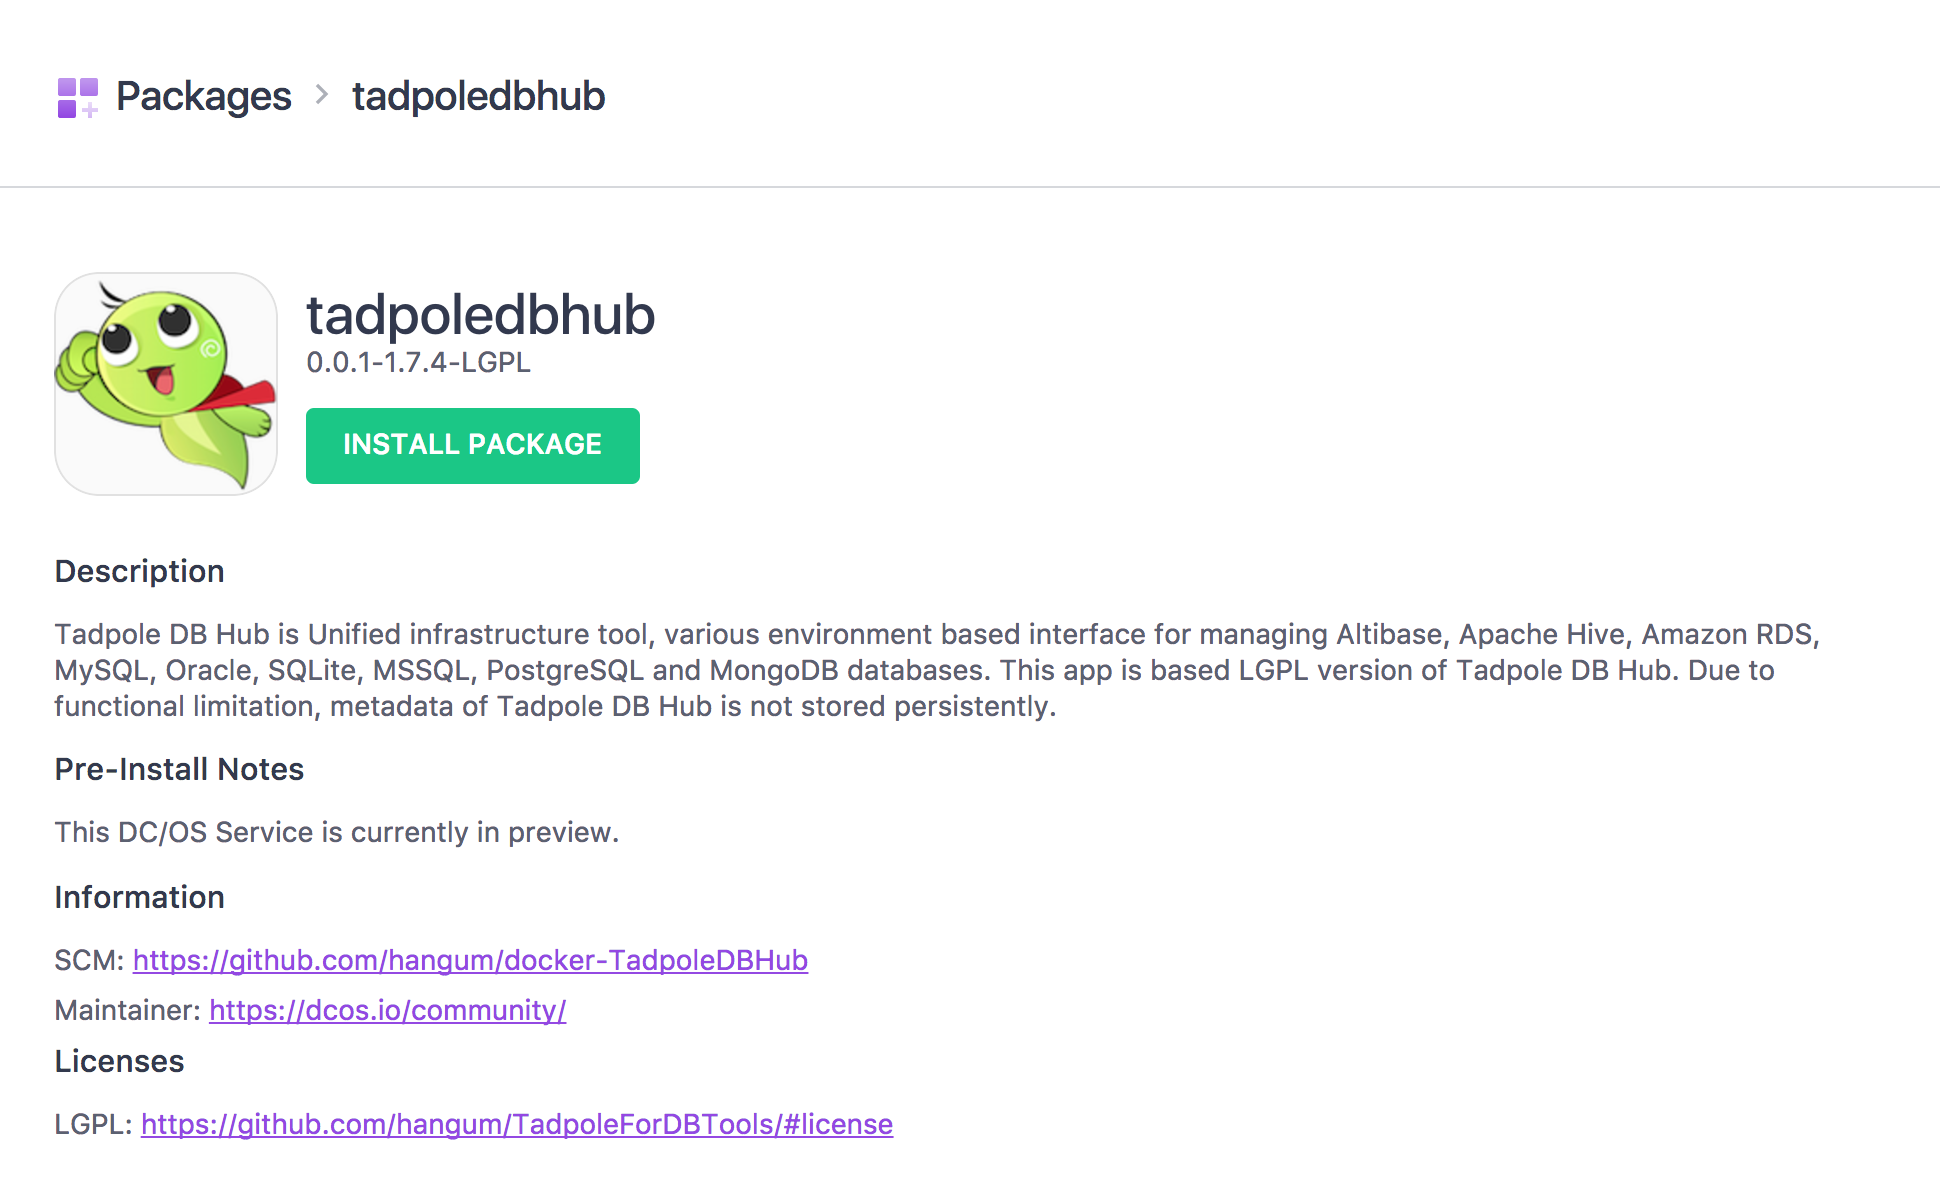 Packages > tadpoledbhub
tadpoledbhub
0.0.1-1.7.4-LGPL
INSTALL PACKAGE
Description
Tadpole DB Hub is Unified infrastructure tool, various environment based interface for managing Altibase, Apache Hive, Amazon RDS,
MySQL, Oracle, SQLite, MSSQL, PostgreSQL and MongoDB databases. This app is based LGPL version of Tadpole DB Hub. Due to
functional limitation, metadata of Tadpole DB Hub is not stored persistently.
Pre-Install Notes
This DC/OS Service is currently in preview.
Information
SCM: https://github.com/hangum/docker-TadpoleDBHub
Maintainer: https://dcos.io/community/
Licenses
LGPL: https://github.com/hangum/TadpoleForDBTools/#license